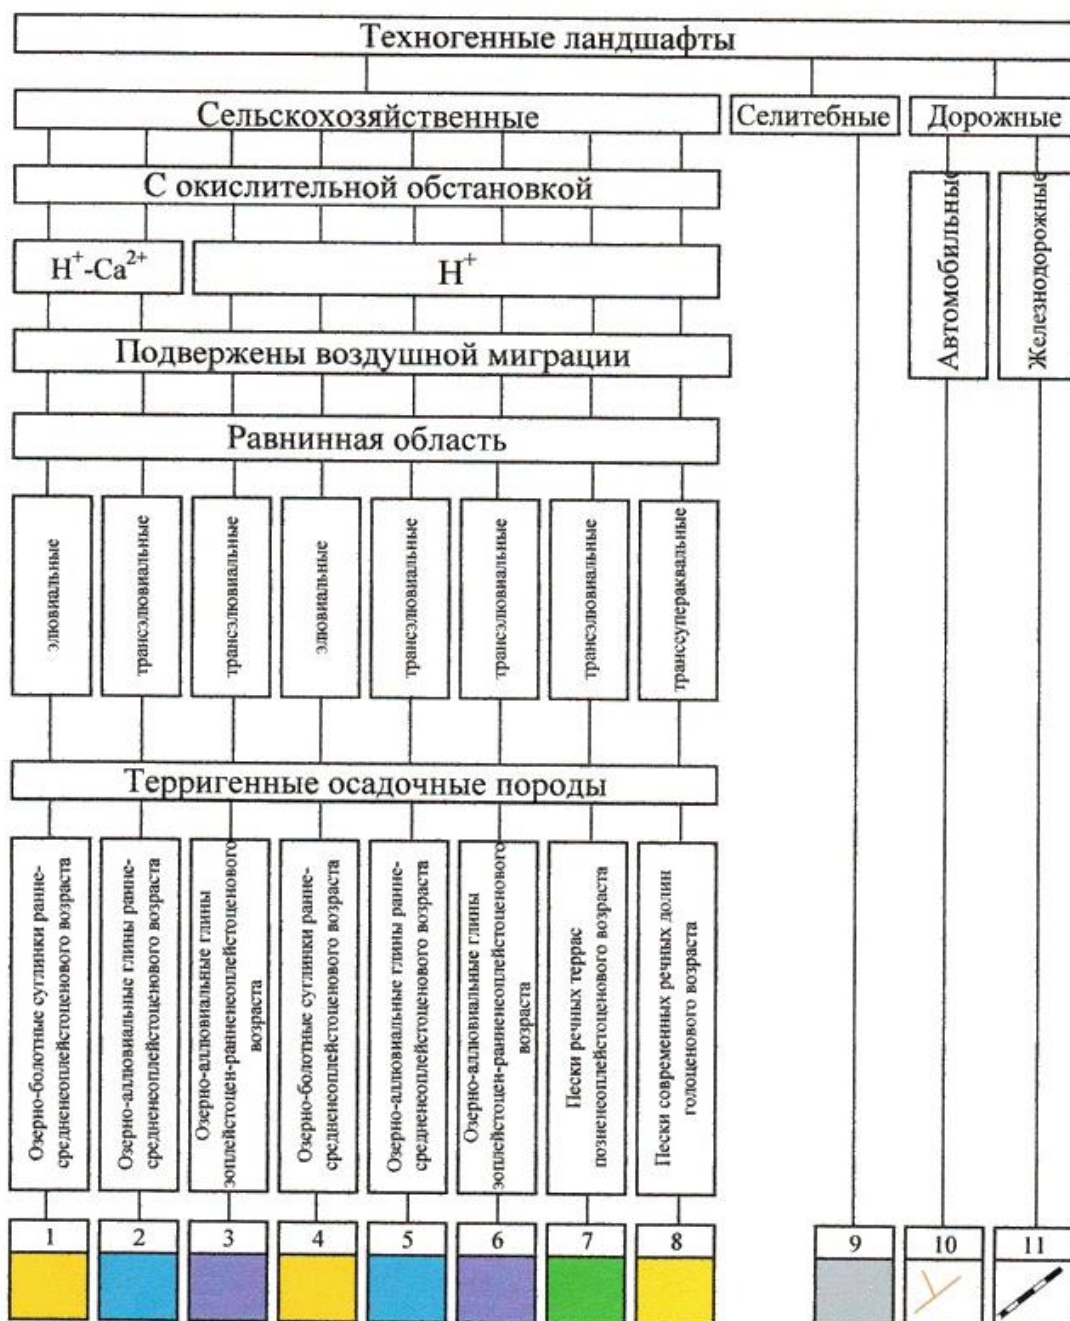 Техногенные ландшафты
Сельскохозяйственные
Селитебные
Дорожные
С окислительной обстановкой
Автомобильные
Железнодорожные
H⁺-Ca²⁺
H⁺
Подвержены воздушной миграции
Равнинная область
элювиальные
трансэлювиальные
трансэлювиальные
элювиальные
трансэлювиальные
трансэлювиальные
трансэлювиальные
транссупераквальные
Терригенные осадочные породы
Озерно-болотные суглинки ранне-
средненеоплейстоценового возраста
Озерно-аллювиальные глины ранне-
средненеоплейстоценового возраста
Озерно-аллювиальные глины
эоплейстоцен-раннеоплейстоценового
возраста
Озерно-болотные суглинки ранне-
средненеоплейстоценового возраста
Озерно-аллювиальные глины ранне-
средненеоплейстоценового возраста
Озерно-аллювиальные глины
эоплейстоцен-раннеоплейстоценового
возраста
Пески речных террас
позненеоплейстоценового возраста
Пески современных речных долин
голоценового возраста
1
2
3
4
5
6
7
8
9
10
11